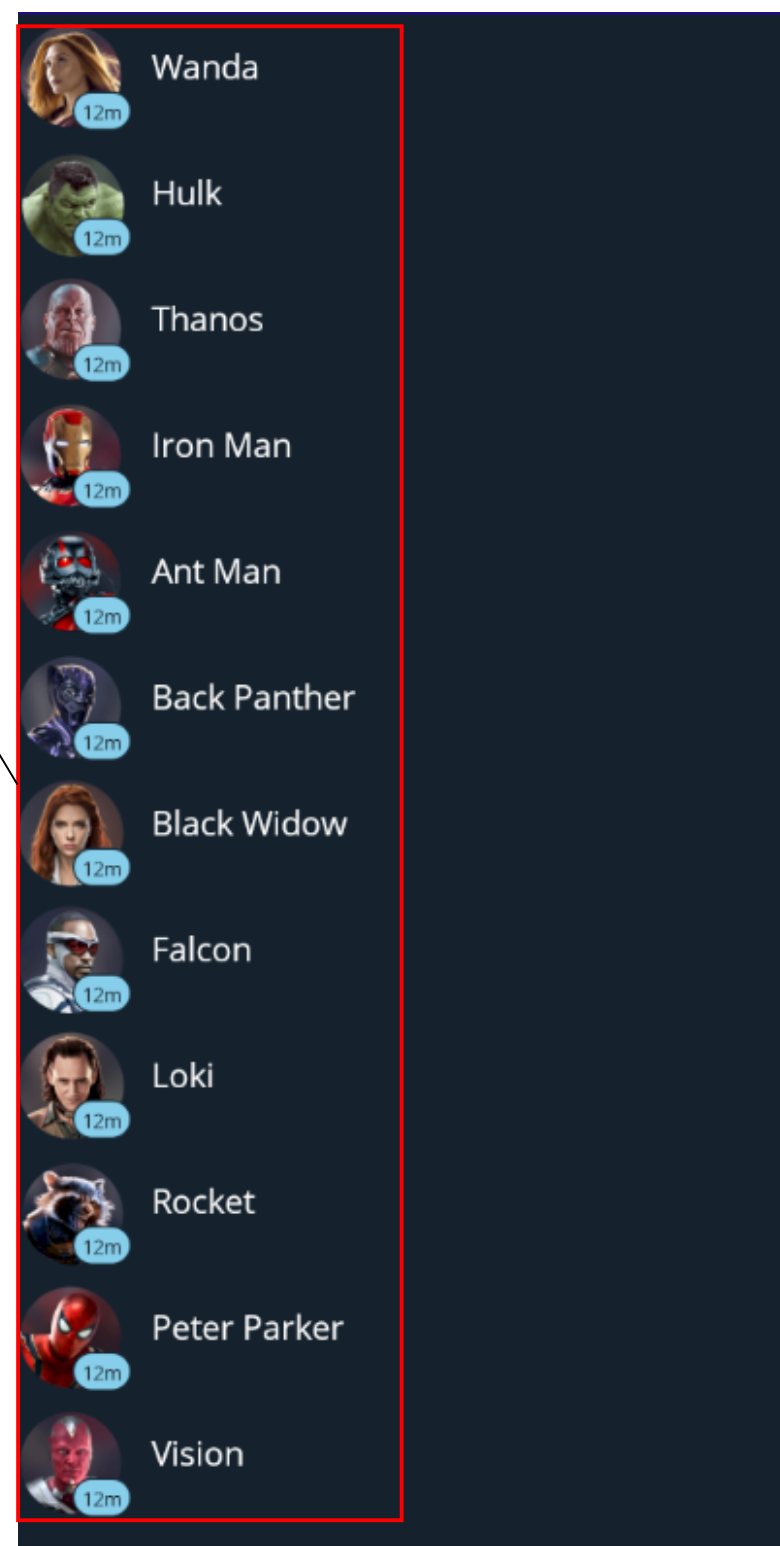 Wanda
12m
Hulk
12m
Thanos
12m
Iron Man
12m
Ant Man
12m
Back Panther
12m
Black Widow
12m
Falcon
12m
Loki
12m
Rocket
12m
Peter Parker
12m
Vision
12m